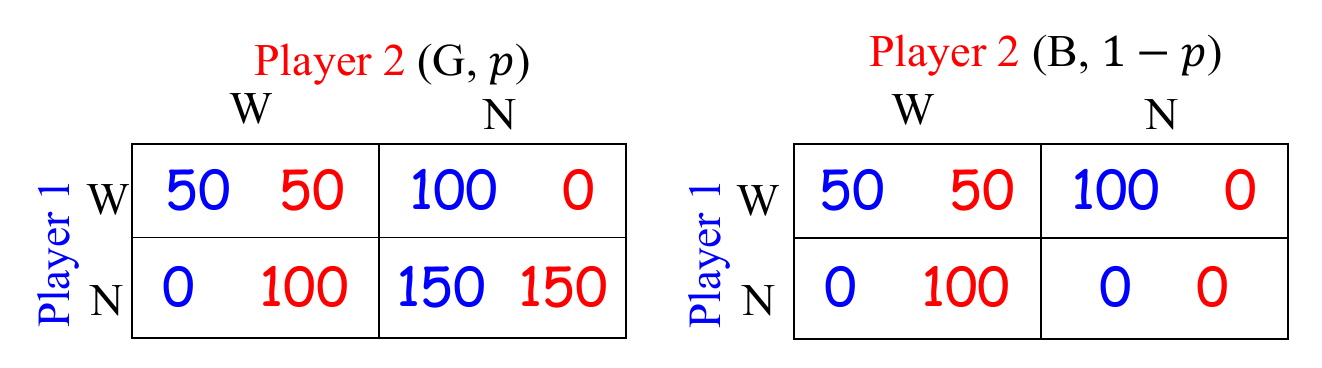 Player 2 (G, p)
W N
Player 1
W 50 50 100 0
N 0 100 150 150
Player 2 (B, 1 − p)
W N
Player 1
W 50 50 100 0
N 0 100 0 0